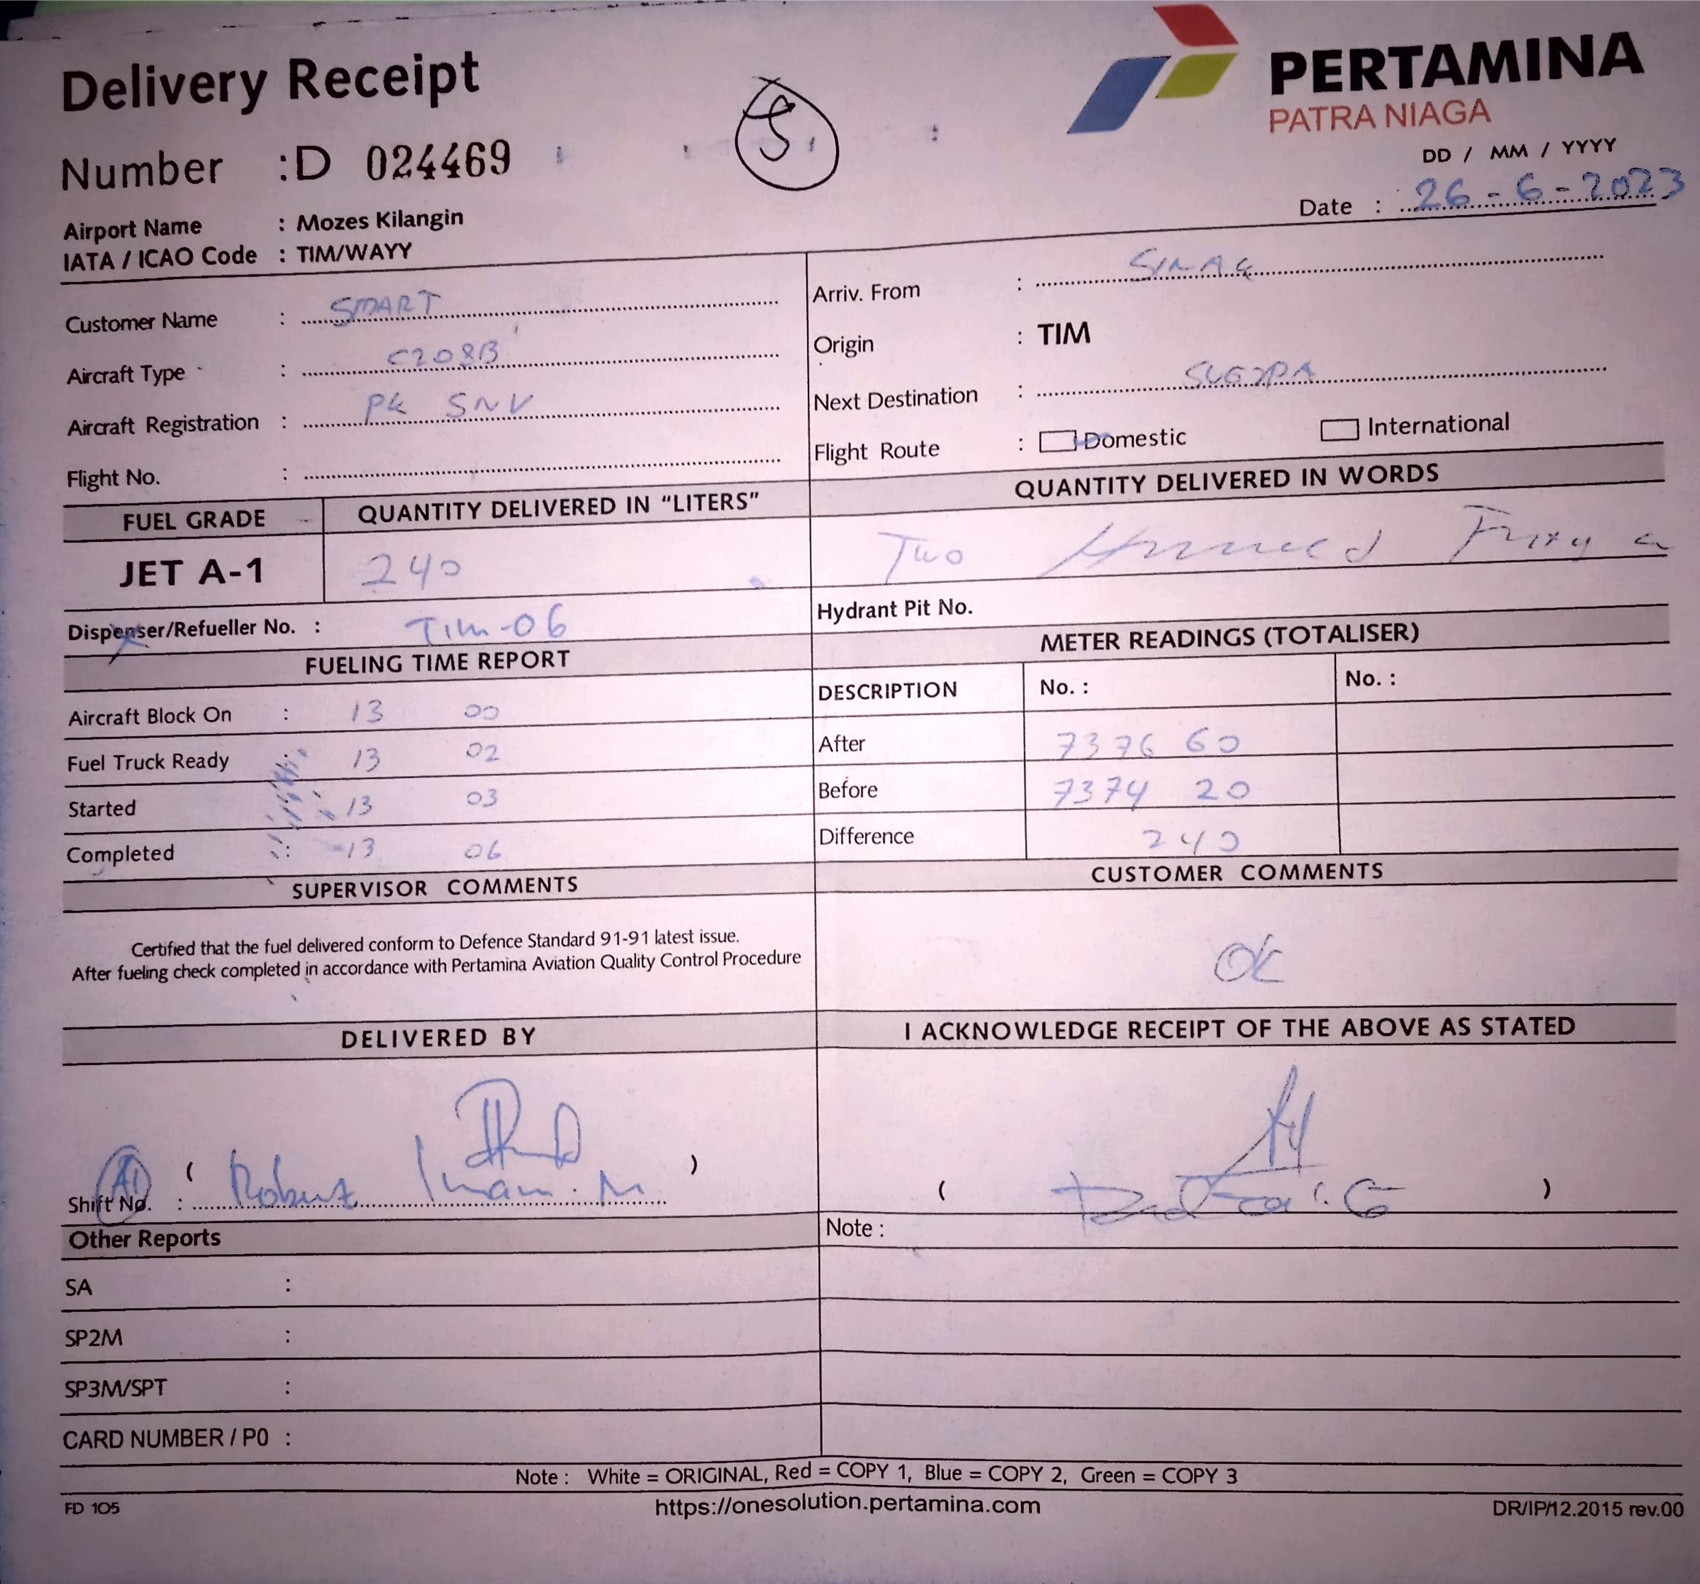 Delivery Receipt
5
PERTAMINA
PATRA NIAGA
Number : D 024469
DD / MM / YYYY
Date : 26 - 6 - 2023
Airport Name : Mozes Kilangin
IATA / ICAO Code : TIM/WAYY
Customer Name : SMART
Arriv. From : SINAK
Aircraft Type : C208B
Origin : TIM
Aircraft Registration : PK SNV
Next Destination :
Flight No. :
Flight Route : Domestic International
FUEL GRADE QUANTITY DELIVERED IN "LITERS" QUANTITY DELIVERED IN WORDS
JET A-1 240 Two Hundred
Dispenser/Refueller No. : TIM-06
Hydrant Pit No.
FUELING TIME REPORT
METER READINGS (TOTALISER)
DESCRIPTION No. : No. :
Aircraft Block On : 13 00
After 7376 60
Fuel Truck Ready : 13 02
Before 7374 20
Started : 13 03
Difference 240
Completed : 13 06
SUPERVISOR COMMENTS
CUSTOMER COMMENTS
Certified that the fuel delivered conform to Defence Standard 91-91 latest issue.
After fueling check completed in accordance with Pertamina Aviation Quality Control Procedure
OK
DELIVERED BY
I ACKNOWLEDGE RECEIPT OF THE ABOVE AS STATED
Shift No. A1 : ( )
( )
Other Reports
Note :
SA :
SP2M :
SP3M/SPT :
CARD NUMBER / PO :
Note : White = ORIGINAL, Red = COPY 1, Blue = COPY 2, Green = COPY 3
FD 105
https://onesolution.pertamina.com
DR/IP/12.2015 rev.00